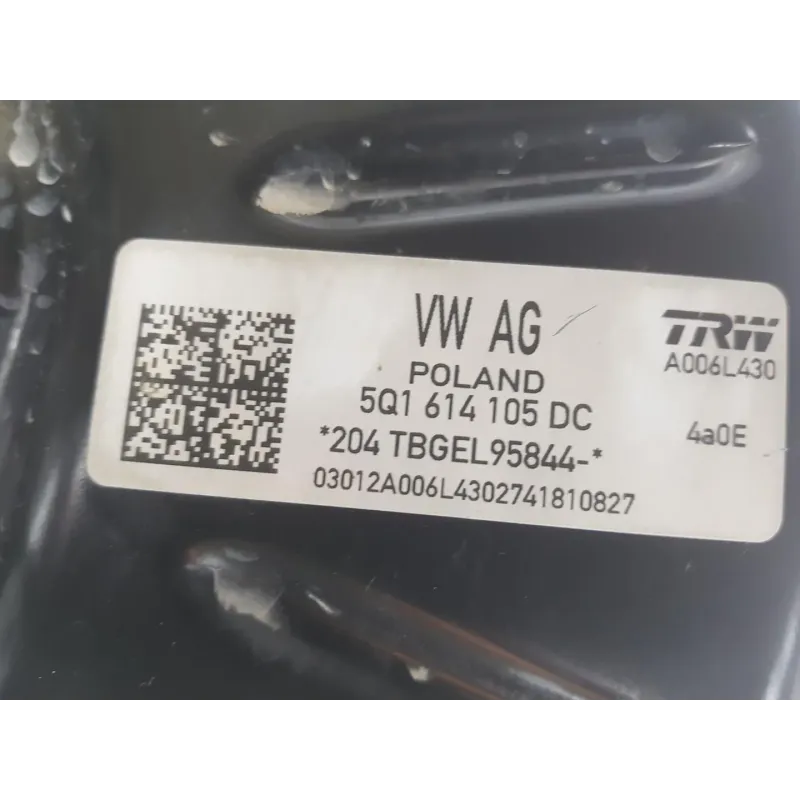 VW AG
POLAND
5Q1 614 105 DC
*204 TBGEL95844-*
03012A006L4302741810827
TRW
A006L430
4a0E